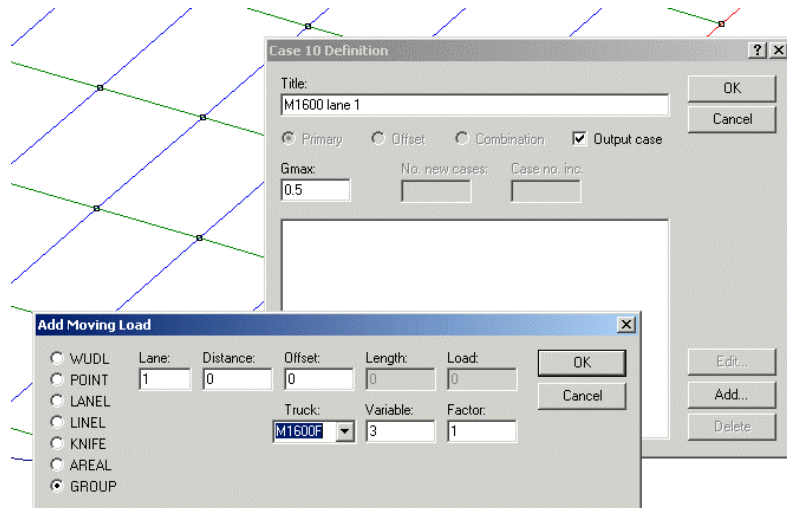 Case 10 Definition
Title:
OK
M1600 lane 1
Cancel
Primary Offset Combination Output case
Gmax: No. new cases: Case no. inc.
0.5
Add Moving Load
WUDL Lane: Distance: Offset: Length: Load: OK
POINT 1 0 0 0 0
LANEL Cancel
Truck: Variable: Factor:
LINEL M1600F 3 1
KNIFE
AREAL
GROUP
Edit...
Add...
Delete